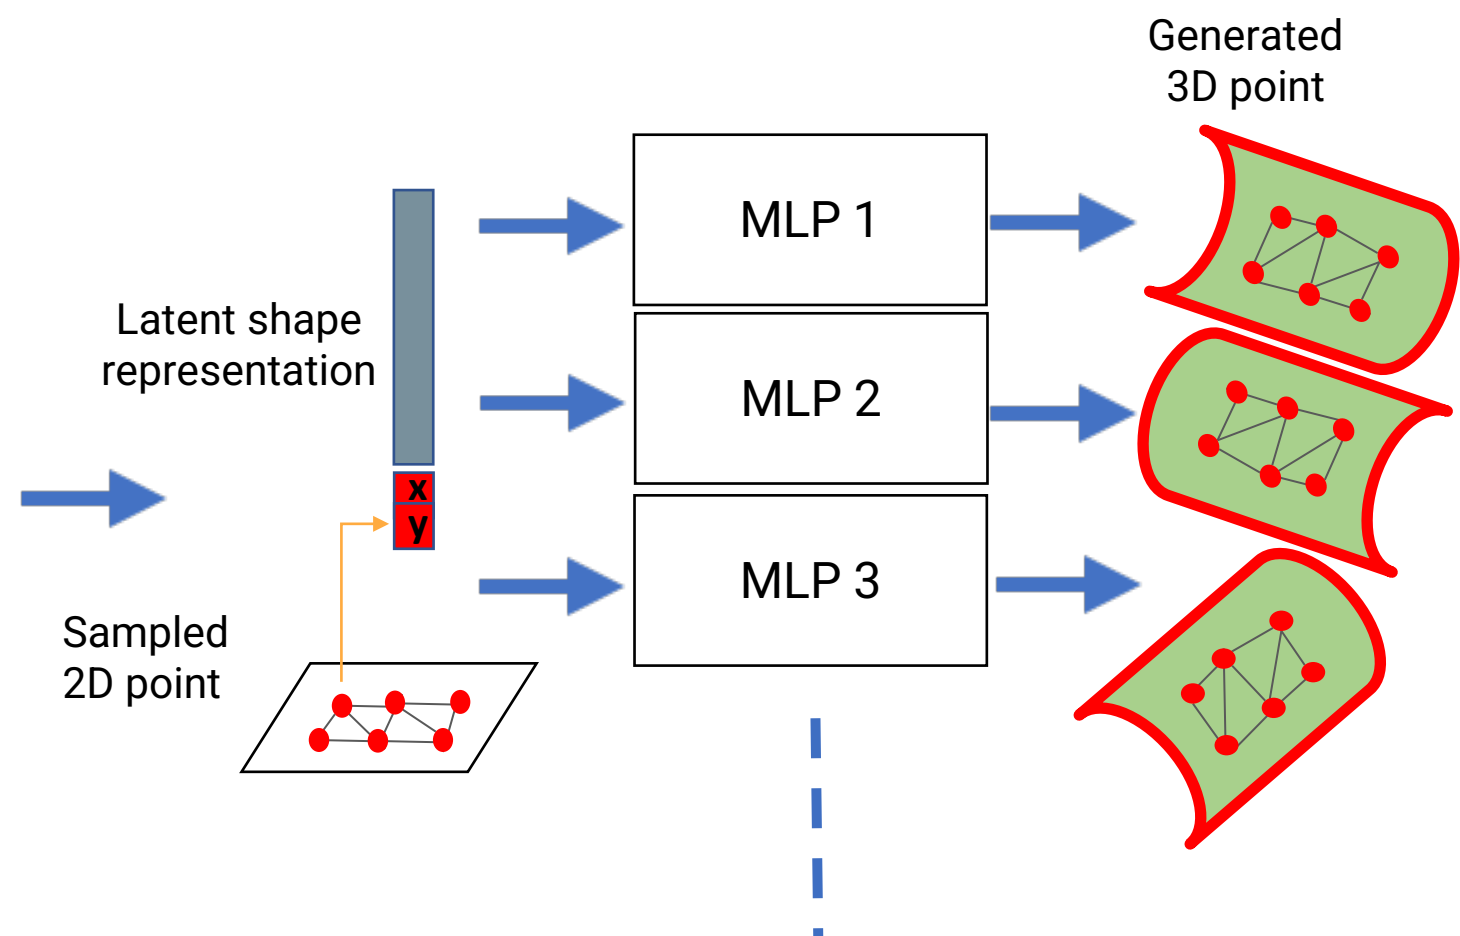 Generated
3D point
MLP 1
Latent shape
representation
MLP 2
x
y
MLP 3
Sampled
2D point